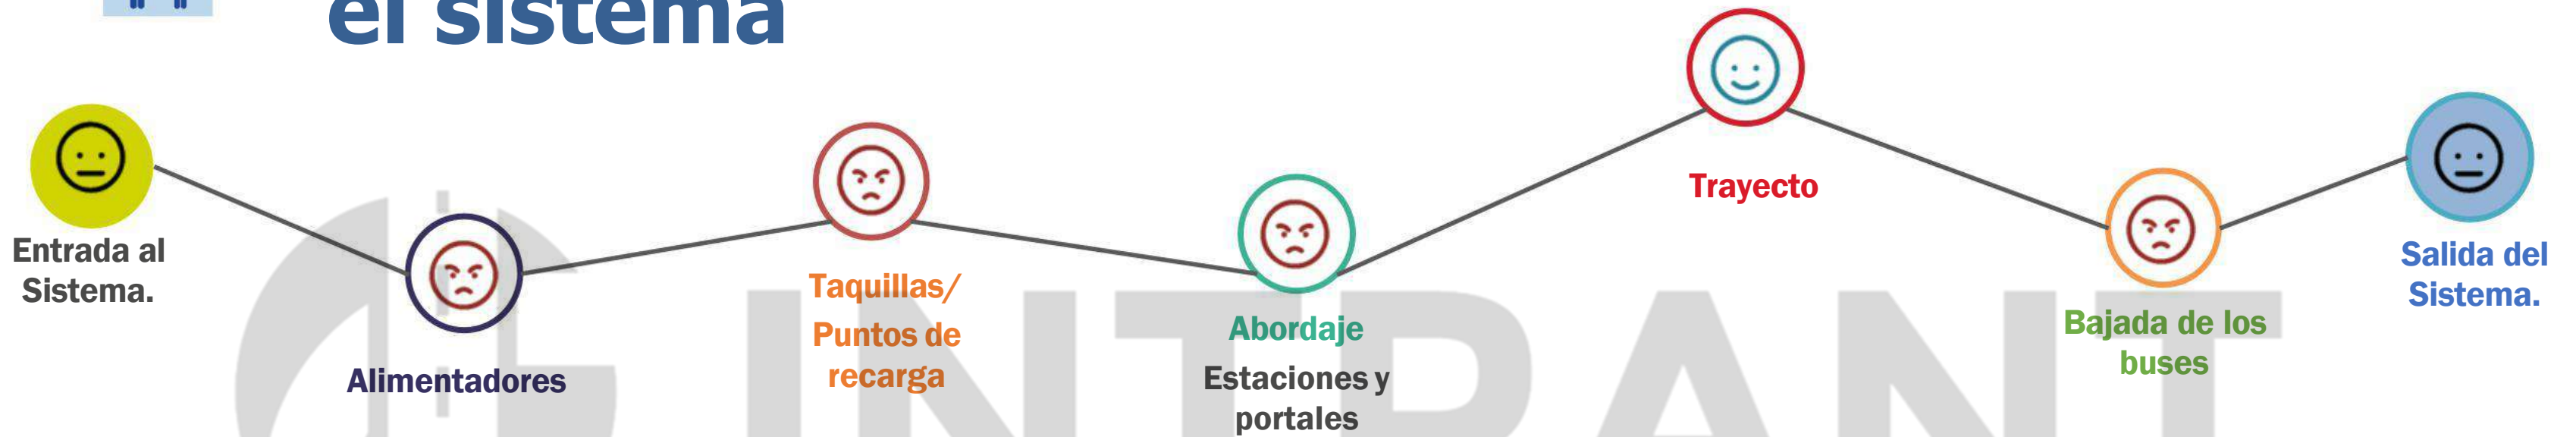 el sistema
Entrada al
Sistema.
Alimentadores
Taquillas/
Puntos de
recarga
Abordaje
Estaciones y
portales
Trayecto
Bajada de los
buses
Salida del
Sistema.
INTRANT